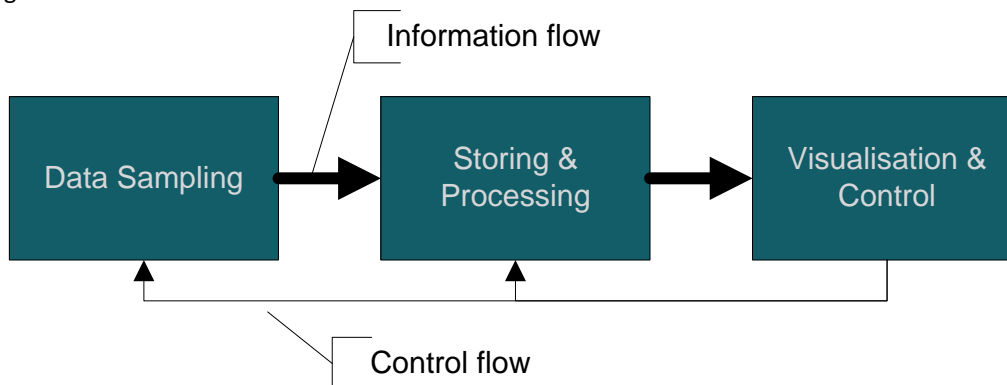 Information flow
Data Sampling
Storing &
Processing
Visualisation &
Control
Control flow